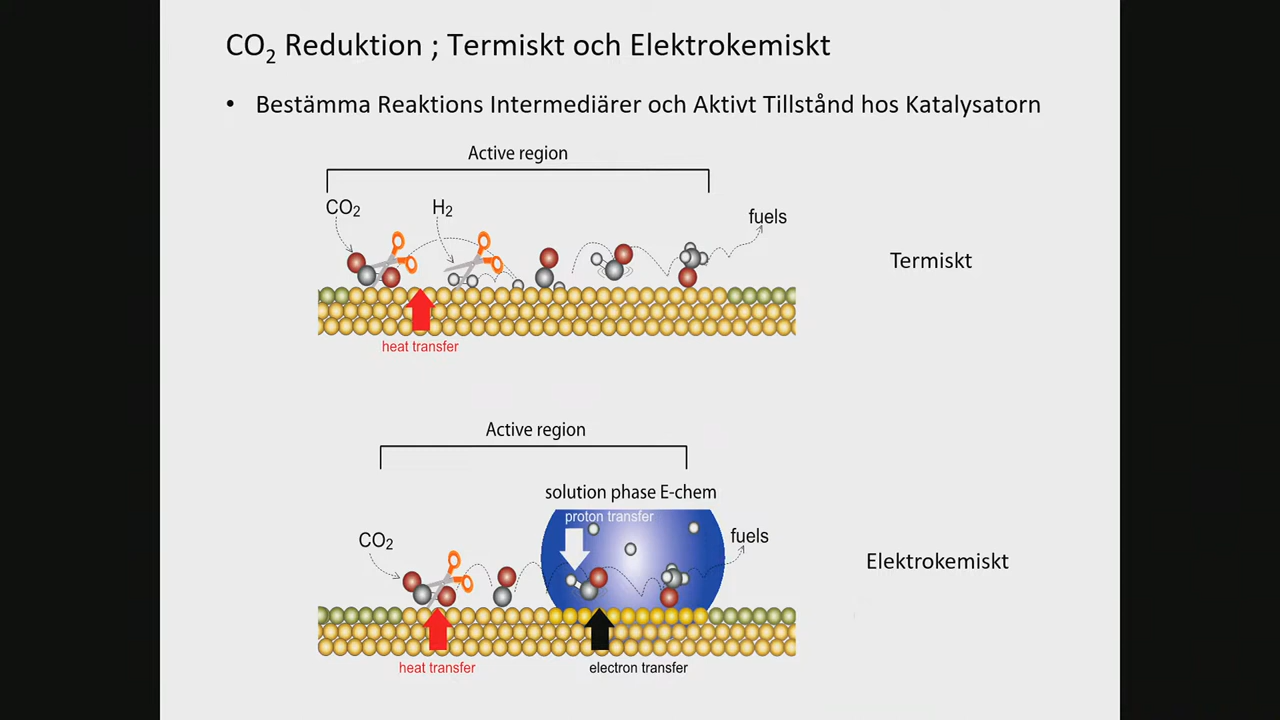 CO₂ Reduktion ; Termiskt och Elektrokemiskt
• Bestämma Reaktions Intermediärer och Aktivt Tillstånd hos Katalysatorn
Active region
CO₂
H₂
fuels
Termiskt
heat transfer
Active region
solution phase E-chem
proton transfer
CO₂
fuels
Elektrokemiskt
heat transfer
electron transfer